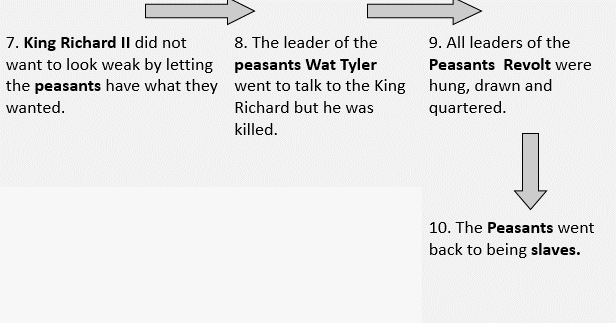 7. King Richard II did not
want to look weak by letting
the peasants have what they
wanted.
8. The leader of the
peasants Wat Tyler
went to talk to the King
Richard but he was
killed.
9. All leaders of the
Peasants  Revolt were
hung, drawn and
quartered.
10. The Peasants went
back to being slaves.